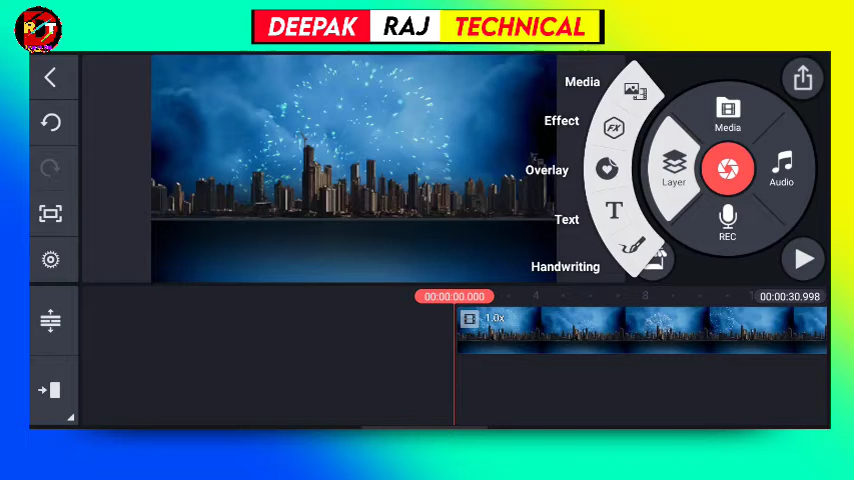 DEEPAK RAJ TECHNICAL
R T
Media
Effect
Overlay
Text
Handwriting
FX
T
Media
Layer
Audio
REC
00:00:00.000
4
8
00:00:30.998
1.0x